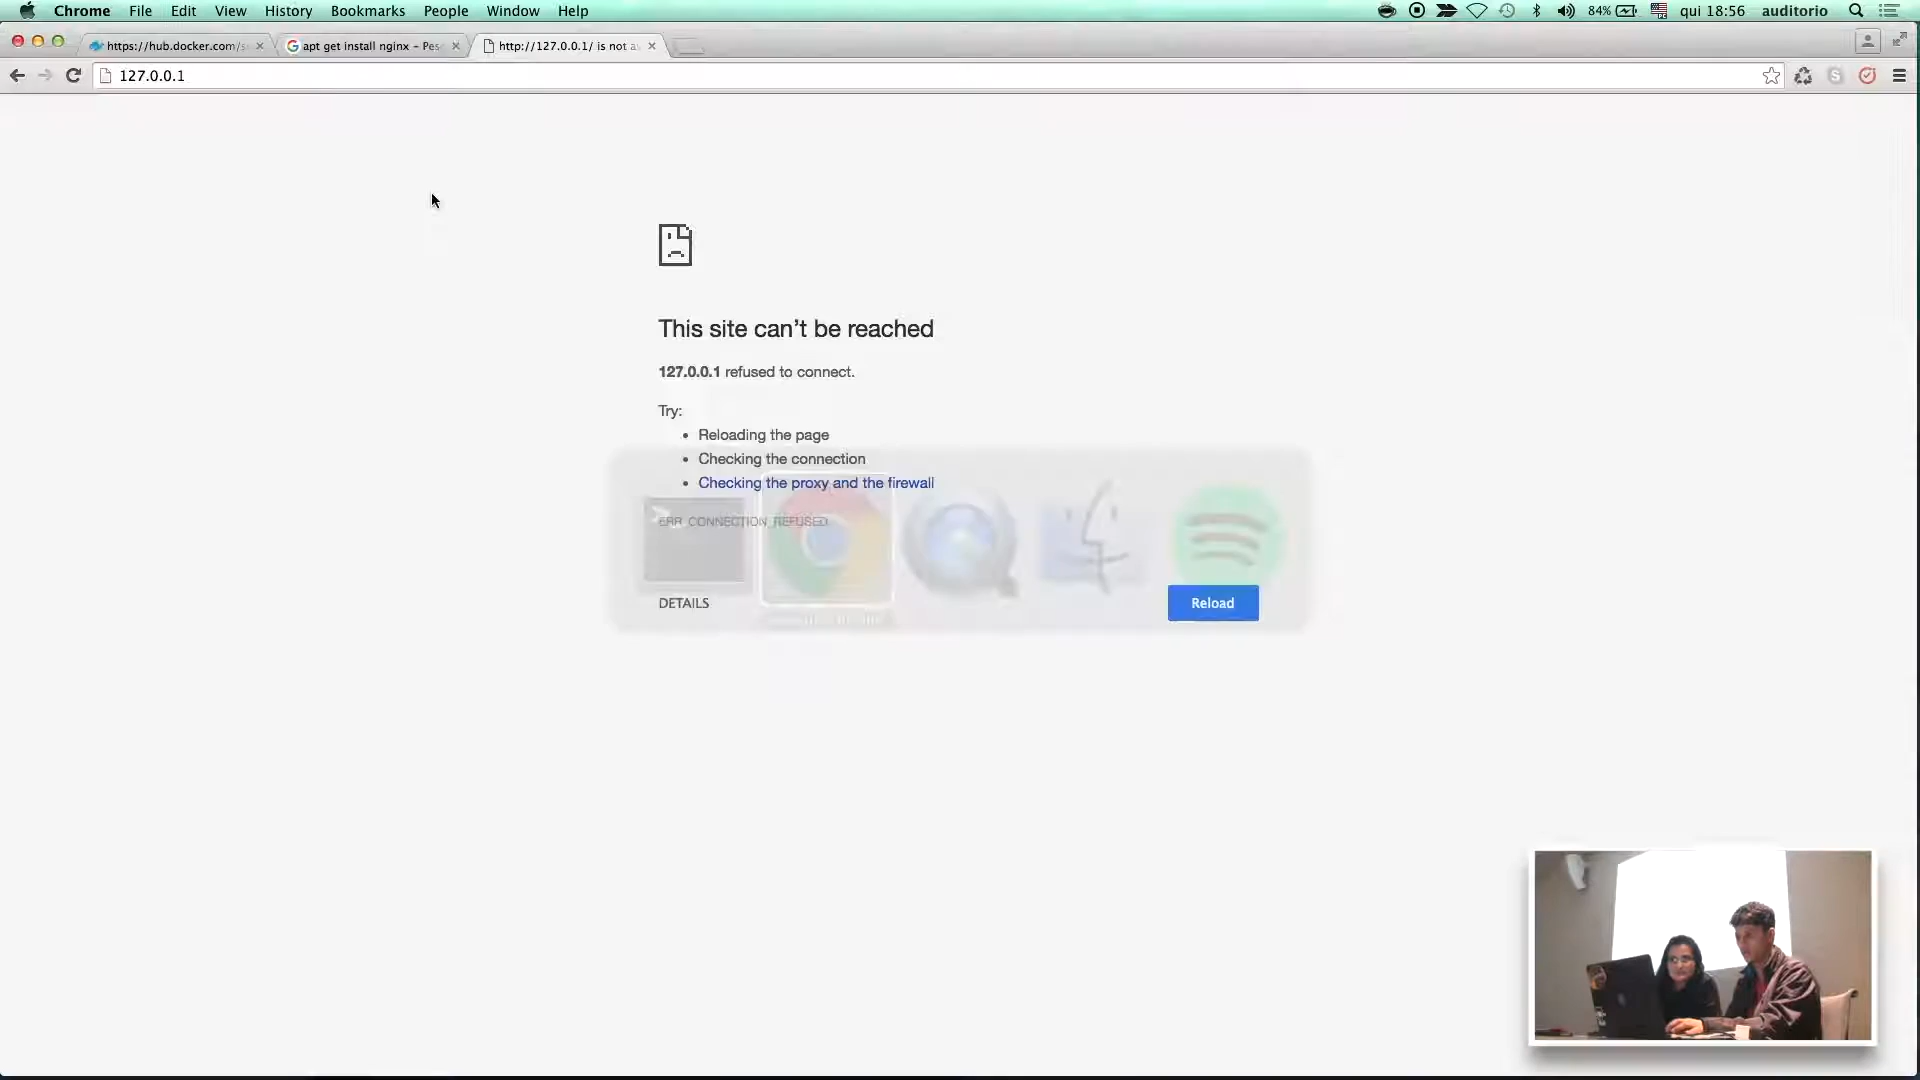 Chrome File Edit View History Bookmarks People Window Help 84% qui 18:56 auditorio
https://hub.docker.com/s apt get install nginx – Pes http://127.0.0.1/ is not a
127.0.0.1
This site can't be reached
127.0.0.1 refused to connect.
Try:
• Reloading the page
• Checking the connection
• Checking the proxy and the firewall
ERR_CONNECTION_REFUSED
DETAILS
Reload